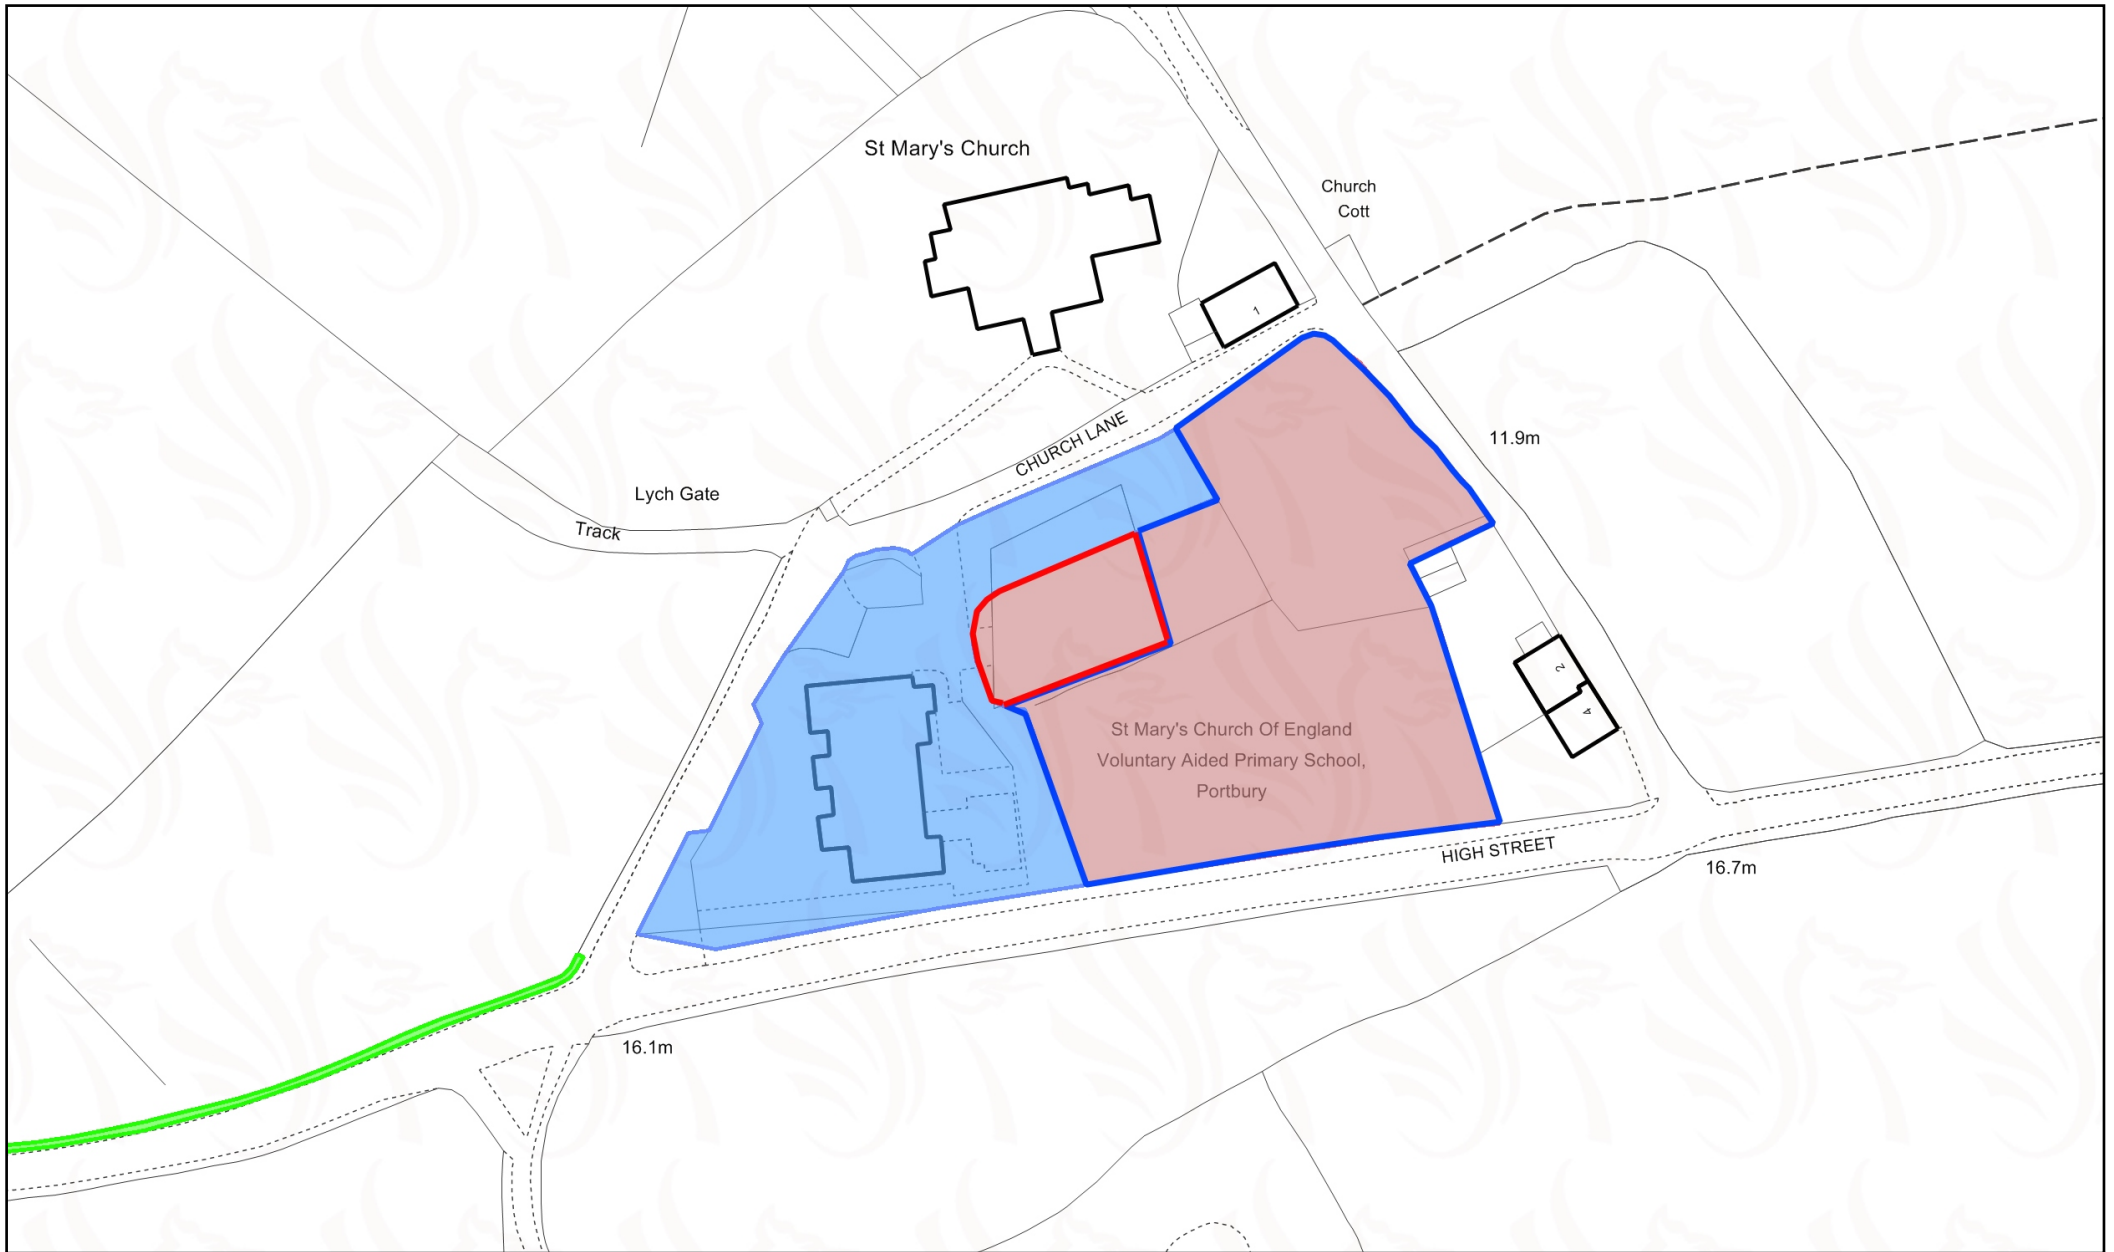 St Mary's Church
Church
Cott
1
CHURCH LANE
11.9m
Lych Gate
Track
2
4
St Mary's Church Of England
Voluntary Aided Primary School,
Portbury
HIGH STREET
16.7m
16.1m